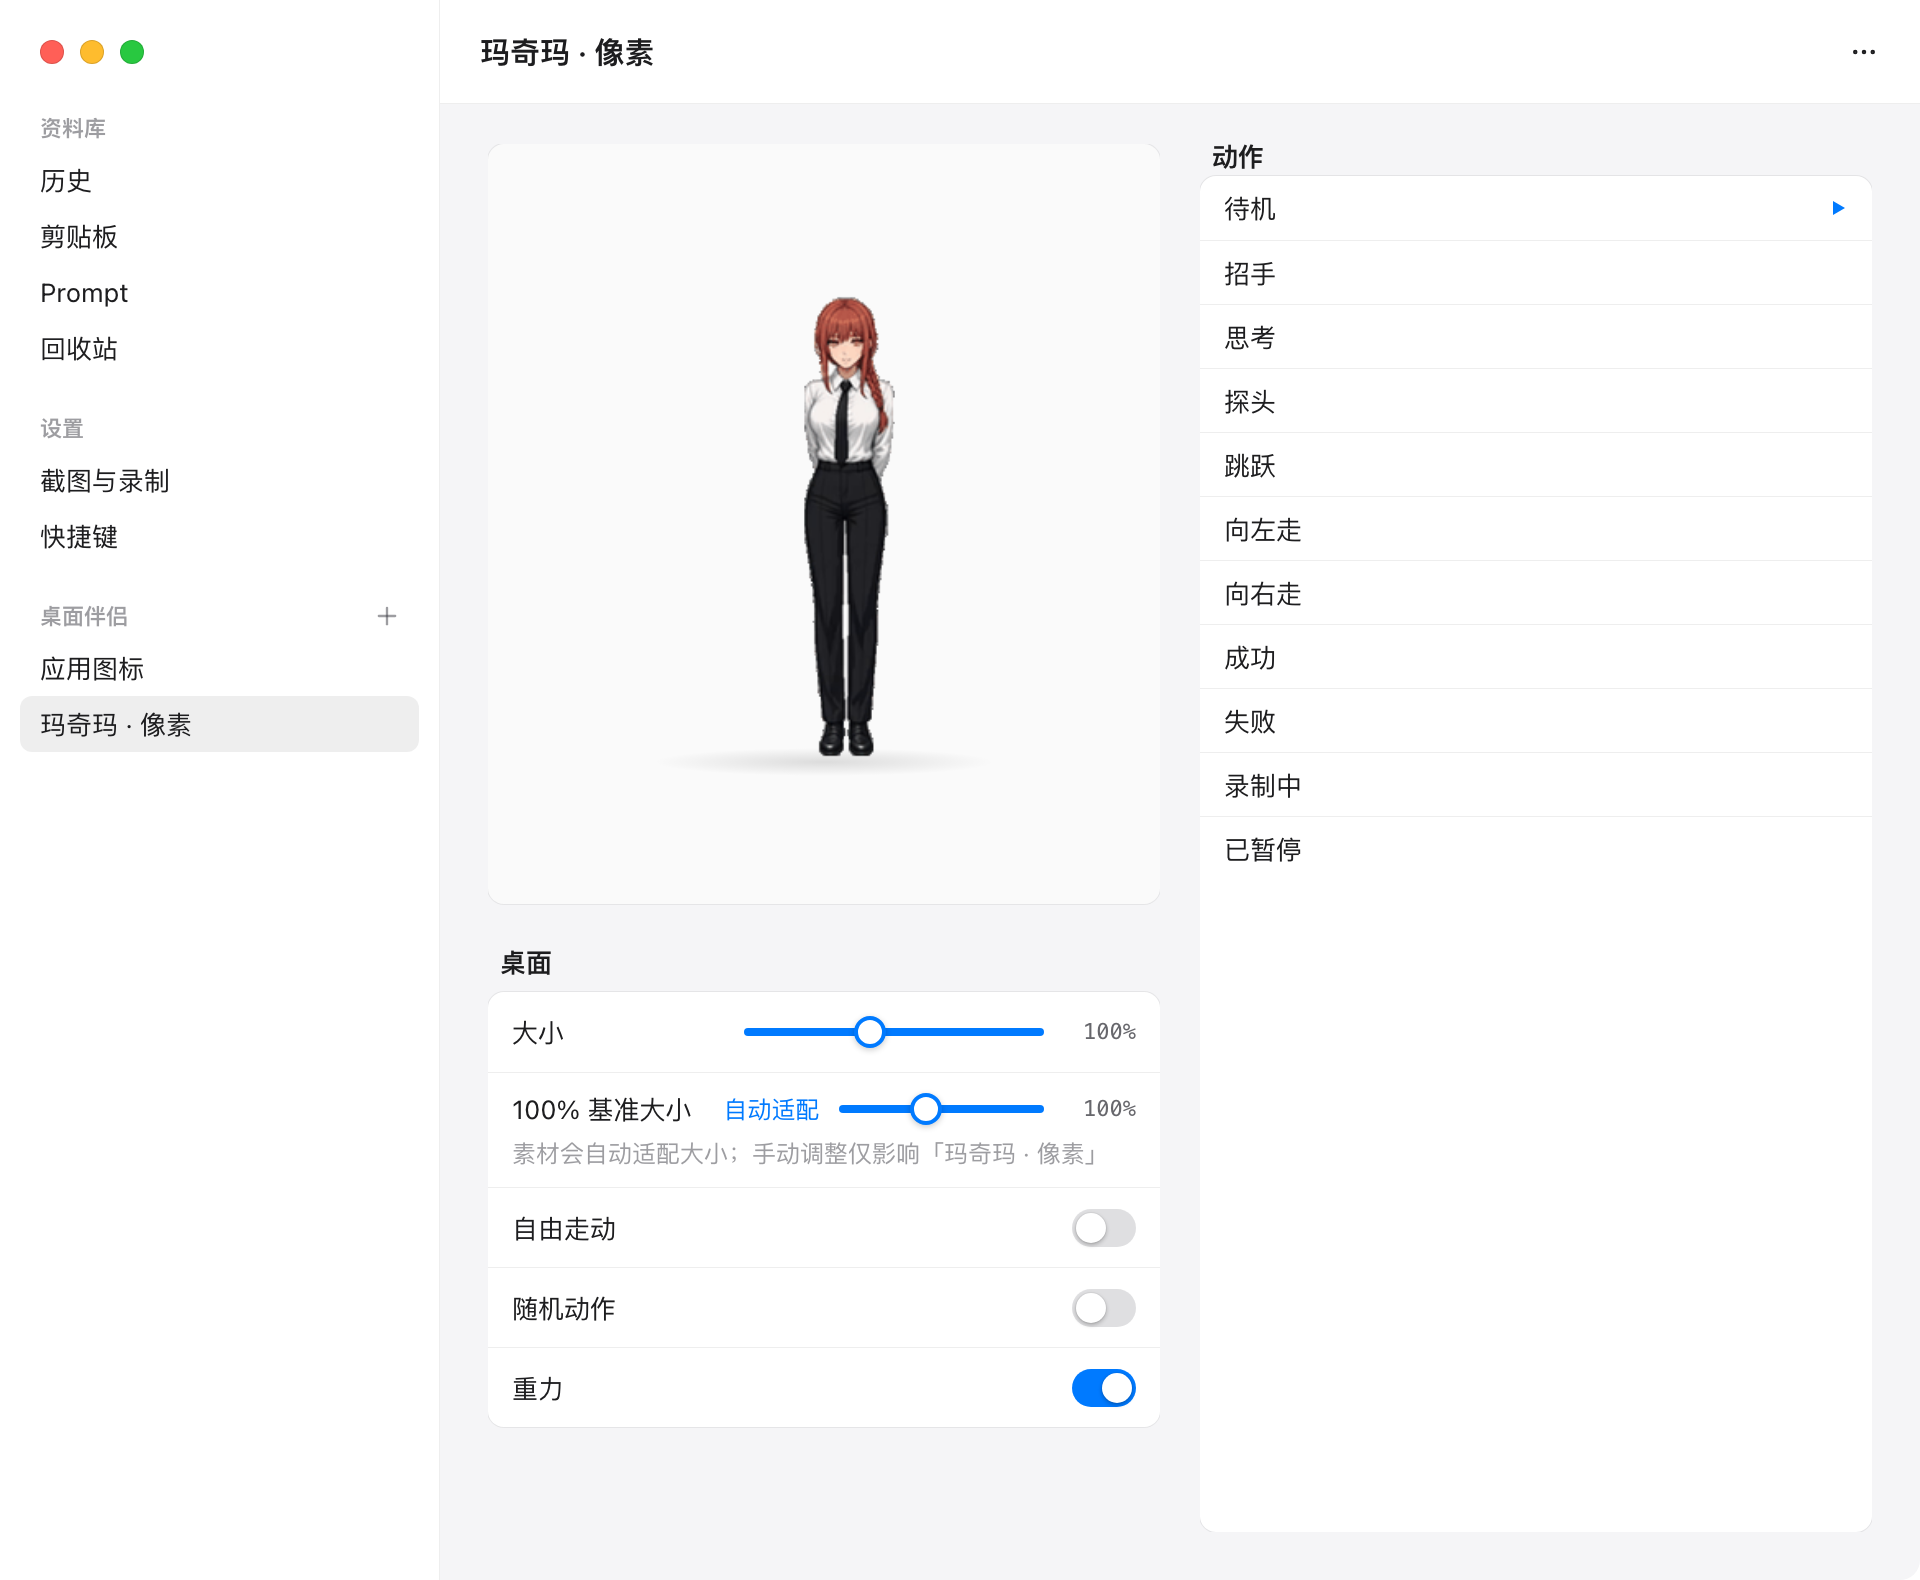 资料库
历史
剪贴板
Prompt
回收站
设置
截图与录制
快捷键
桌面伴侣
应用图标
玛奇玛 · 像素
玛奇玛 · 像素
桌面
大小
100%
100% 基准大小
自动适配
100%
素材会自动适配大小；手动调整仅影响「玛奇玛 · 像素」
自由走动
随机动作
重力
动作
待机
招手
思考
探头
跳跃
向左走
向右走
成功
失败
录制中
已暂停